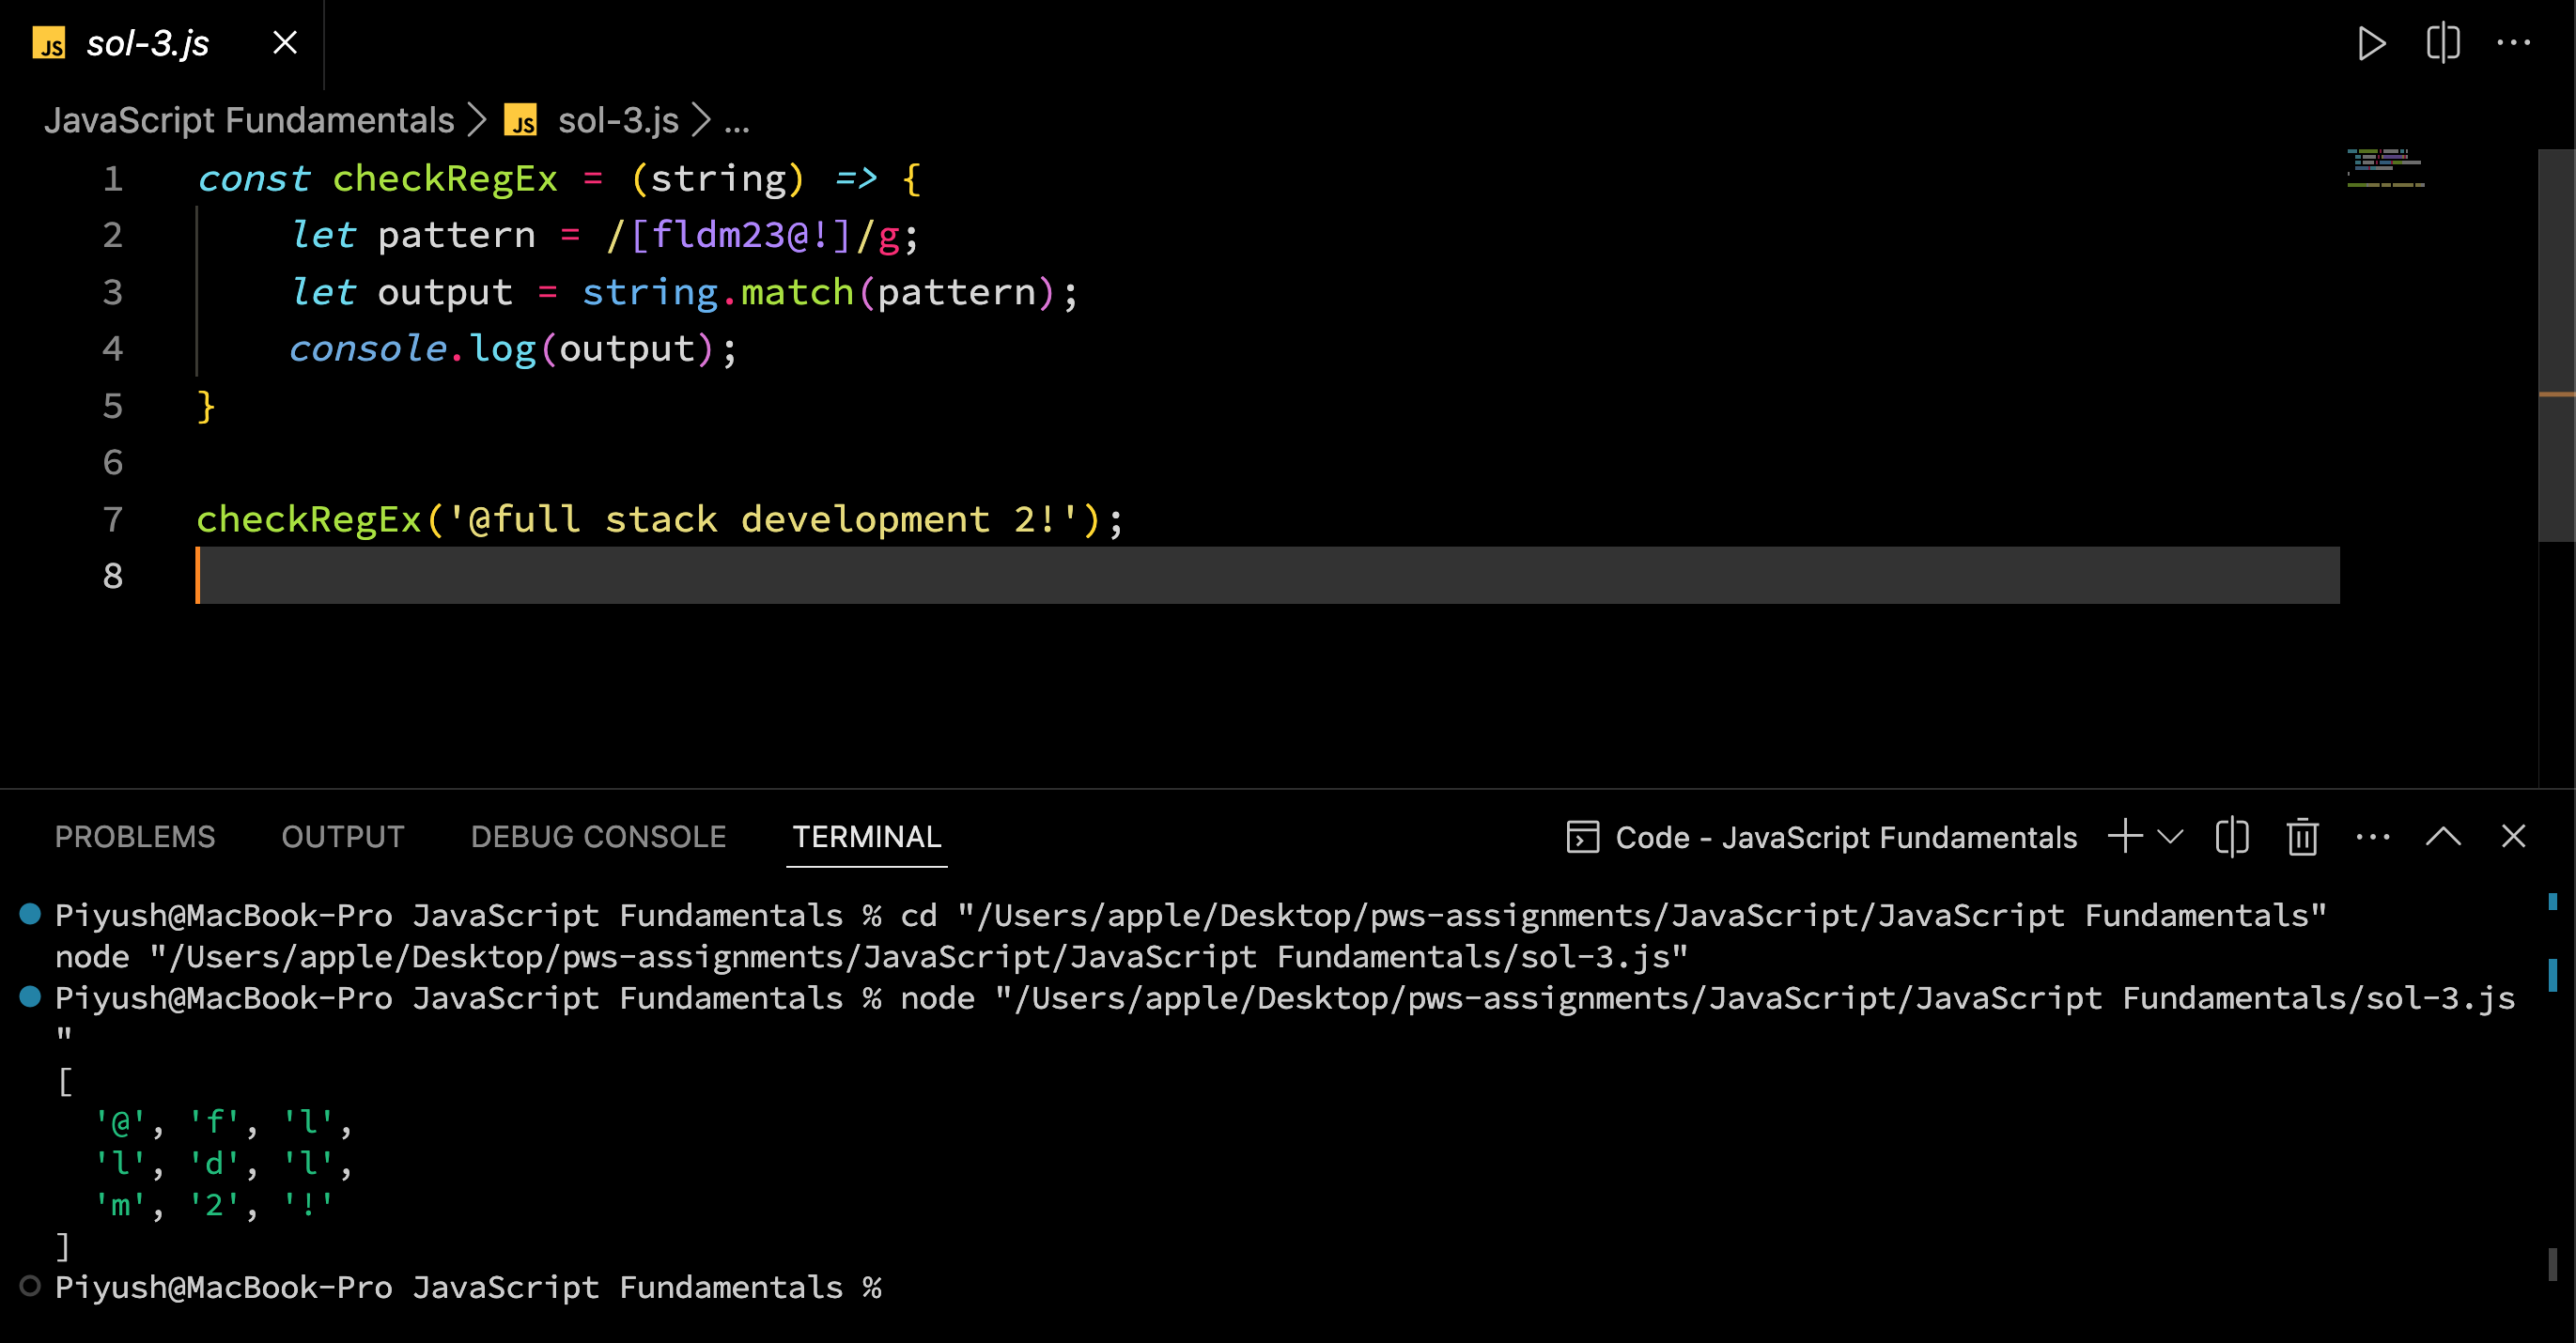 JS sol-3.js
JavaScript Fundamentals > JS sol-3.js > ...
1 const checkRegEx = (string) => {
2     let pattern = /[fldm23@!]/g;
3     let output = string.match(pattern);
4     console.log(output);
5 }
6
7 checkRegEx('@full stack development 2!');
8
PROBLEMS OUTPUT DEBUG CONSOLE TERMINAL Code - JavaScript Fundamentals
Piyush@MacBook-Pro JavaScript Fundamentals % cd "/Users/apple/Desktop/pws-assignments/JavaScript/JavaScript Fundamentals"
node "/Users/apple/Desktop/pws-assignments/JavaScript/JavaScript Fundamentals/sol-3.js"
Piyush@MacBook-Pro JavaScript Fundamentals % node "/Users/apple/Desktop/pws-assignments/JavaScript/JavaScript Fundamentals/sol-3.js
"
[
  '@', 'f', 'l',
  'l', 'd', 'l',
  'm', '2', '!'
]
Piyush@MacBook-Pro JavaScript Fundamentals %